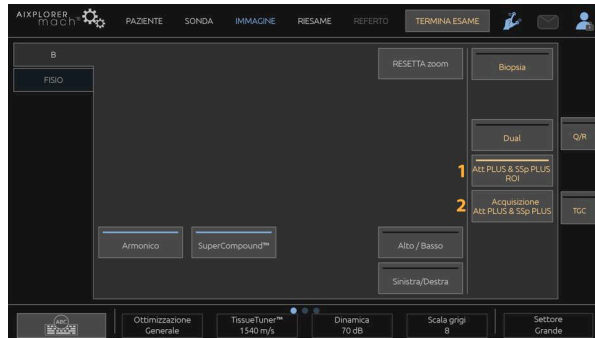 AIXPLORER
mach®
PAZIENTE
SONDA
IMMAGINE
RIESAME
REFERTO
TERMINA ESAME
B
FISIO
RESETTA zoom
Biopsia
Dual
Q/R
1
Att PLUS & SSp PLUS
ROI
2
Acquisizione
Att PLUS & SSp PLUS
TGC
Armonico
SuperCompound™
Alto / Basso
Sinistra/Destra
ABC
Ottimizzazione
Generale
TissueTuner™
1540 m/s
Dinamica
70 dB
Scala grigi
8
Settore
Grande